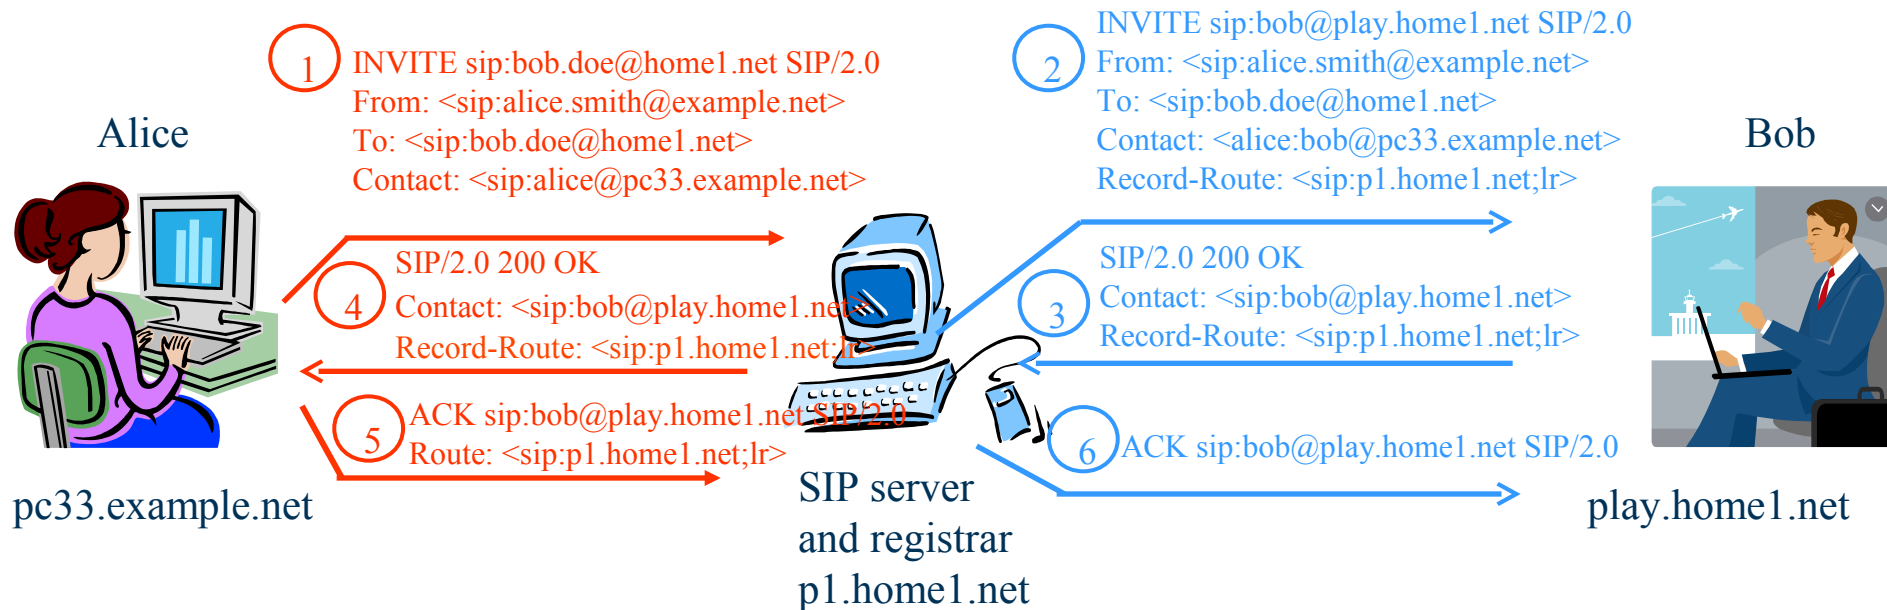 Alice
pc33.example.net
1
INVITE sip:bob.doe@home1.net SIP/2.0
From: <sip:alice.smith@example.net>
To: <sip:bob.doe@home1.net>
Contact: <sip:alice@pc33.example.net>
2
INVITE sip:bob@play.home1.net SIP/2.0
From: <sip:alice.smith@example.net>
To: <sip:bob.doe@home1.net>
Contact: <alice:bob@pc33.example.net>
Record-Route: <sip:p1.home1.net;lr>
Bob
play.home1.net
3
SIP/2.0 200 OK
Contact: <sip:bob@play.home1.net>
Record-Route: <sip:p1.home1.net;lr>
4
SIP/2.0 200 OK
Contact: <sip:bob@play.home1.net>
Record-Route: <sip:p1.home1.net;lr>
5
ACK sip:bob@play.home1.net SIP/2.0
Route: <sip:p1.home1.net;lr>
6
ACK sip:bob@play.home1.net SIP/2.0
SIP server
and registrar
p1.home1.net